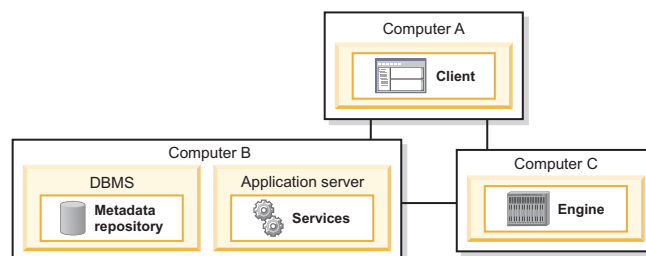 Computer A
Client
Computer B
DBMS
Metadata
repository
Application server
Services
Computer C
Engine